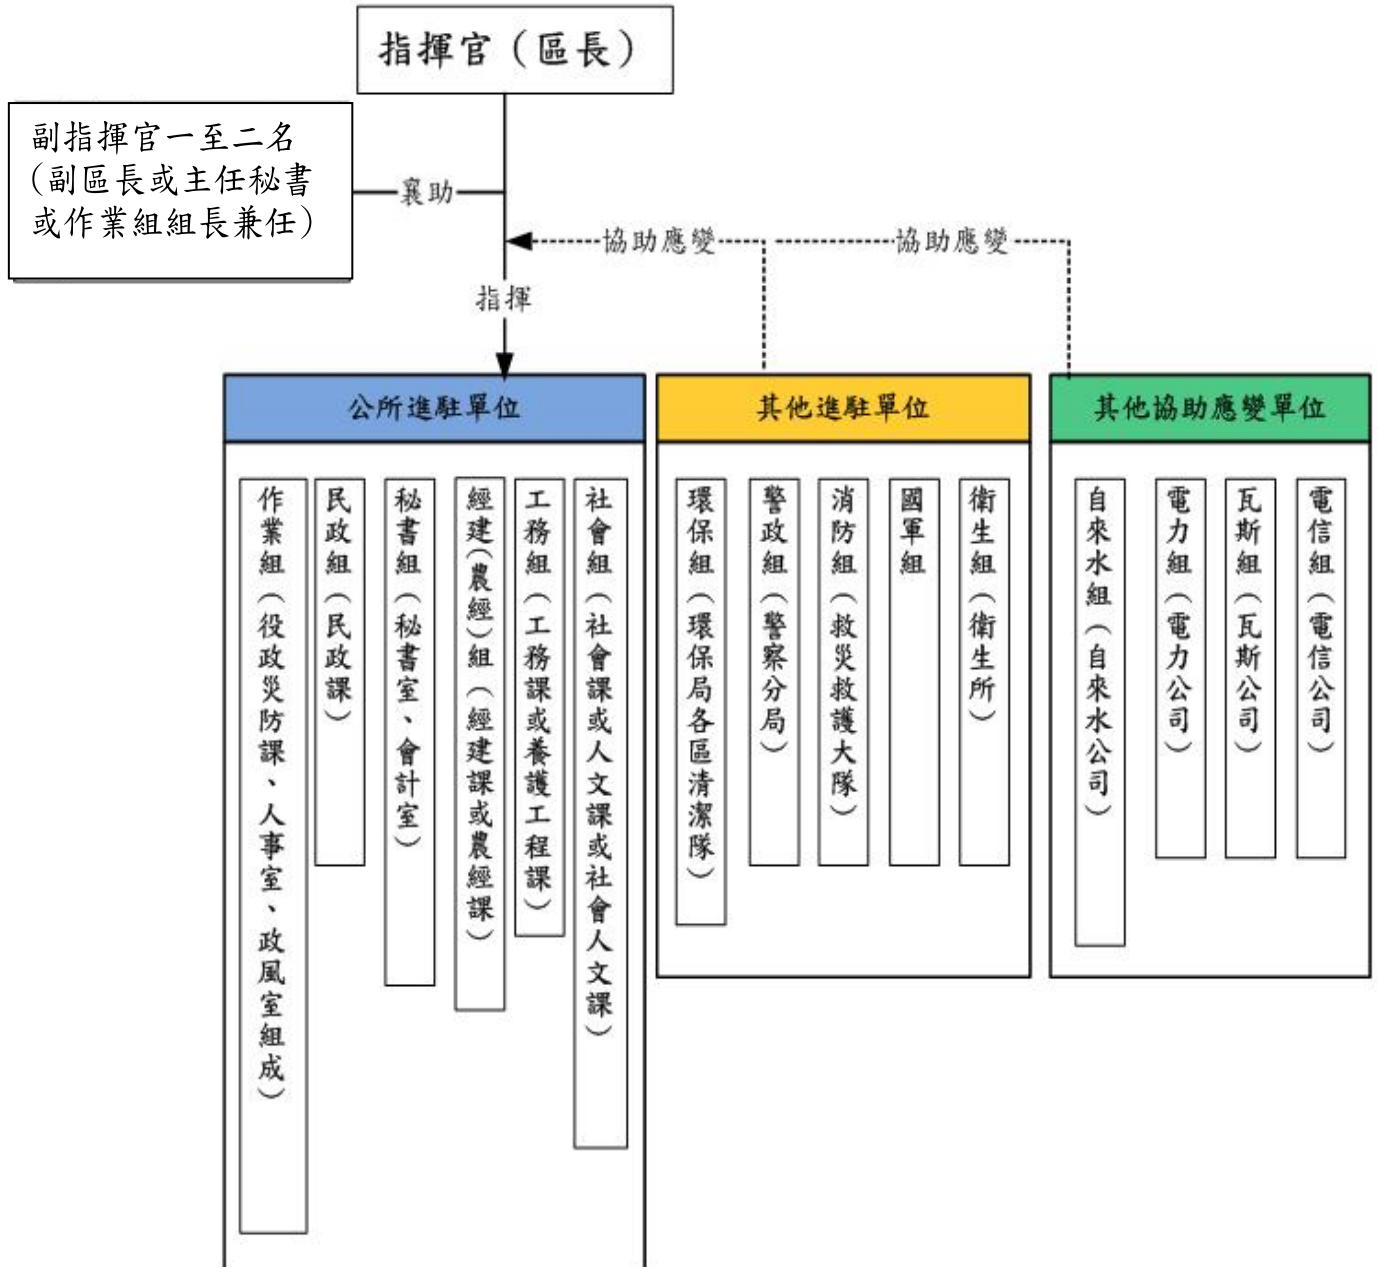 指揮官（區長）
副指揮官一至二名
（副區長或主任秘書
或作業組組長兼任）
襄助
協助應變
協助應變
指揮
公所進駐單位
作業組（役政災防課、人事室、政風室組成）
民政組（民政課）
秘書組（秘書室、會計室）
經建(農經)組（經建課或農經課）
工務組（工務課或養護工程課）
社會組（社會課或人文課或社會人文課）
其他進駐單位
環保組（環保局各區清潔隊）
警政組（警察分局）
消防組（救災救護大隊）
國軍組
衛生組（衛生所）
其他協助應變單位
自來水組（自來水公司）
電力組（電力公司）
瓦斯組（瓦斯公司）
電信組（電信公司）